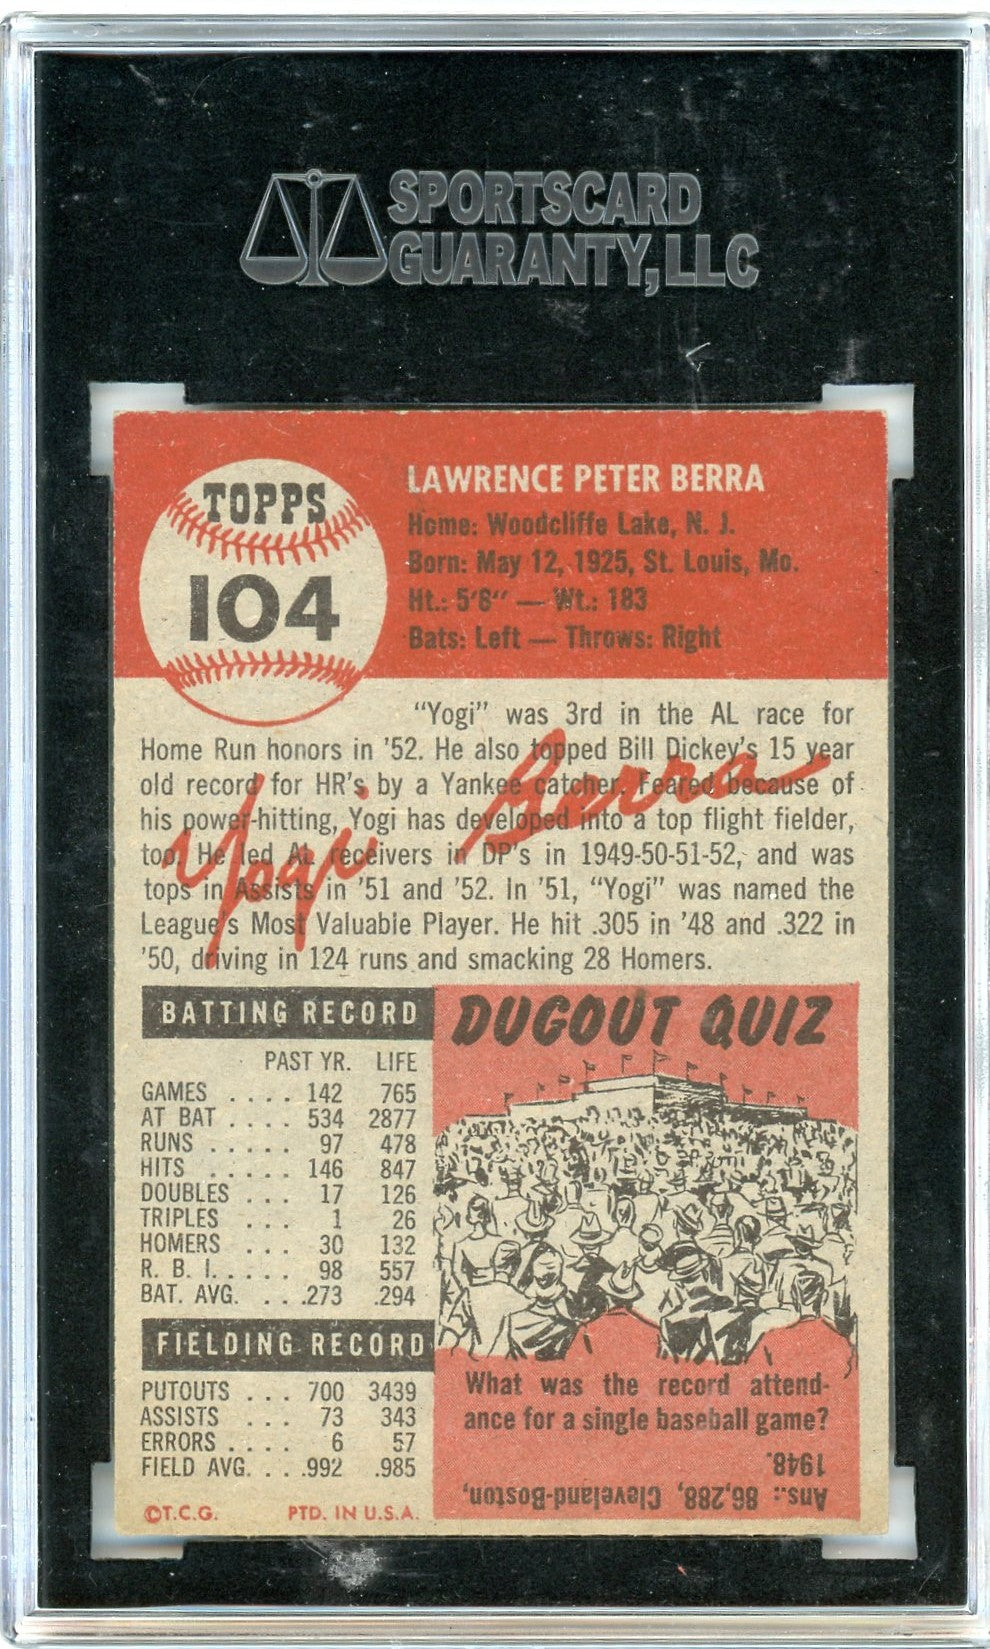 SPORTSCARD
GUARANTY, LLC
TOPPS
104
LAWRENCE PETER BERRA
Home: Woodcliffe Lake, N. J.
Born: May 12, 1925, St. Louis, Mo.
Ht.: 5'8" — Wt.: 183
Bats: Left — Throws: Right
"Yogi" was 3rd in the AL race for
Home Run honors in '52. He also topped Bill Dickey's 15 year
old record for HR's by a Yankee catcher. Feared because of
his power-hitting, Yogi has developed into a top flight fielder,
too. He led AL receivers in DP's in 1949-50-51-52, and was
tops in Assists in '51 and '52. In '51, "Yogi" was named the
League's Most Valuable Player. He hit .305 in '48 and .322 in
'50, driving in 124 runs and smacking 28 Homers.
Yogi Berra
BATTING RECORD
PAST YR. LIFE
GAMES . . . . 142 765
AT BAT . . . . 534 2877
RUNS . . . . . 97 478
HITS . . . . . 146 847
DOUBLES . . . 17 126
TRIPLES . . . 1 26
HOMERS . . . 30 132
R. B. I. . . . . 98 557
BAT. AVG. . . .273 .294
FIELDING RECORD
PUTOUTS . . . 700 3439
ASSISTS . . . 73 343
ERRORS . . . . 6 57
FIELD AVG. . . .992 .985
©T.C.G. PTD. IN U.S.A.
DUGOUT QUIZ
What was the record attend-
ance for a single baseball game?
Ans.: 86,288, Cleveland-Boston,
1948.